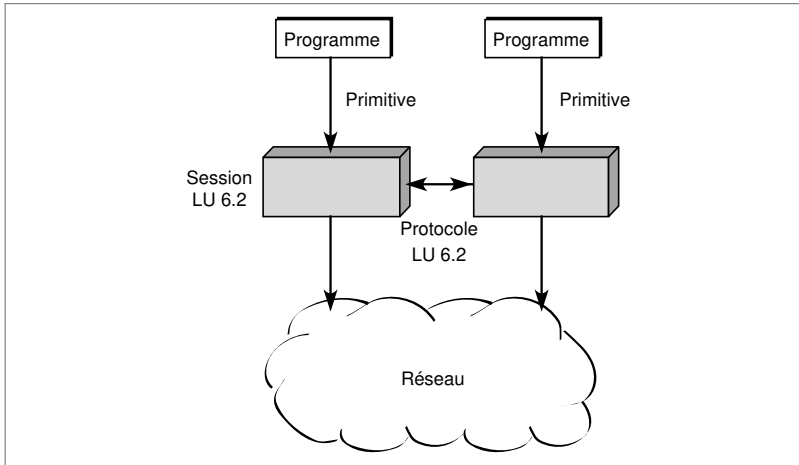 Programme
Programme
Primitive
Primitive
Session
LU 6.2
Protocole
LU 6.2
Réseau